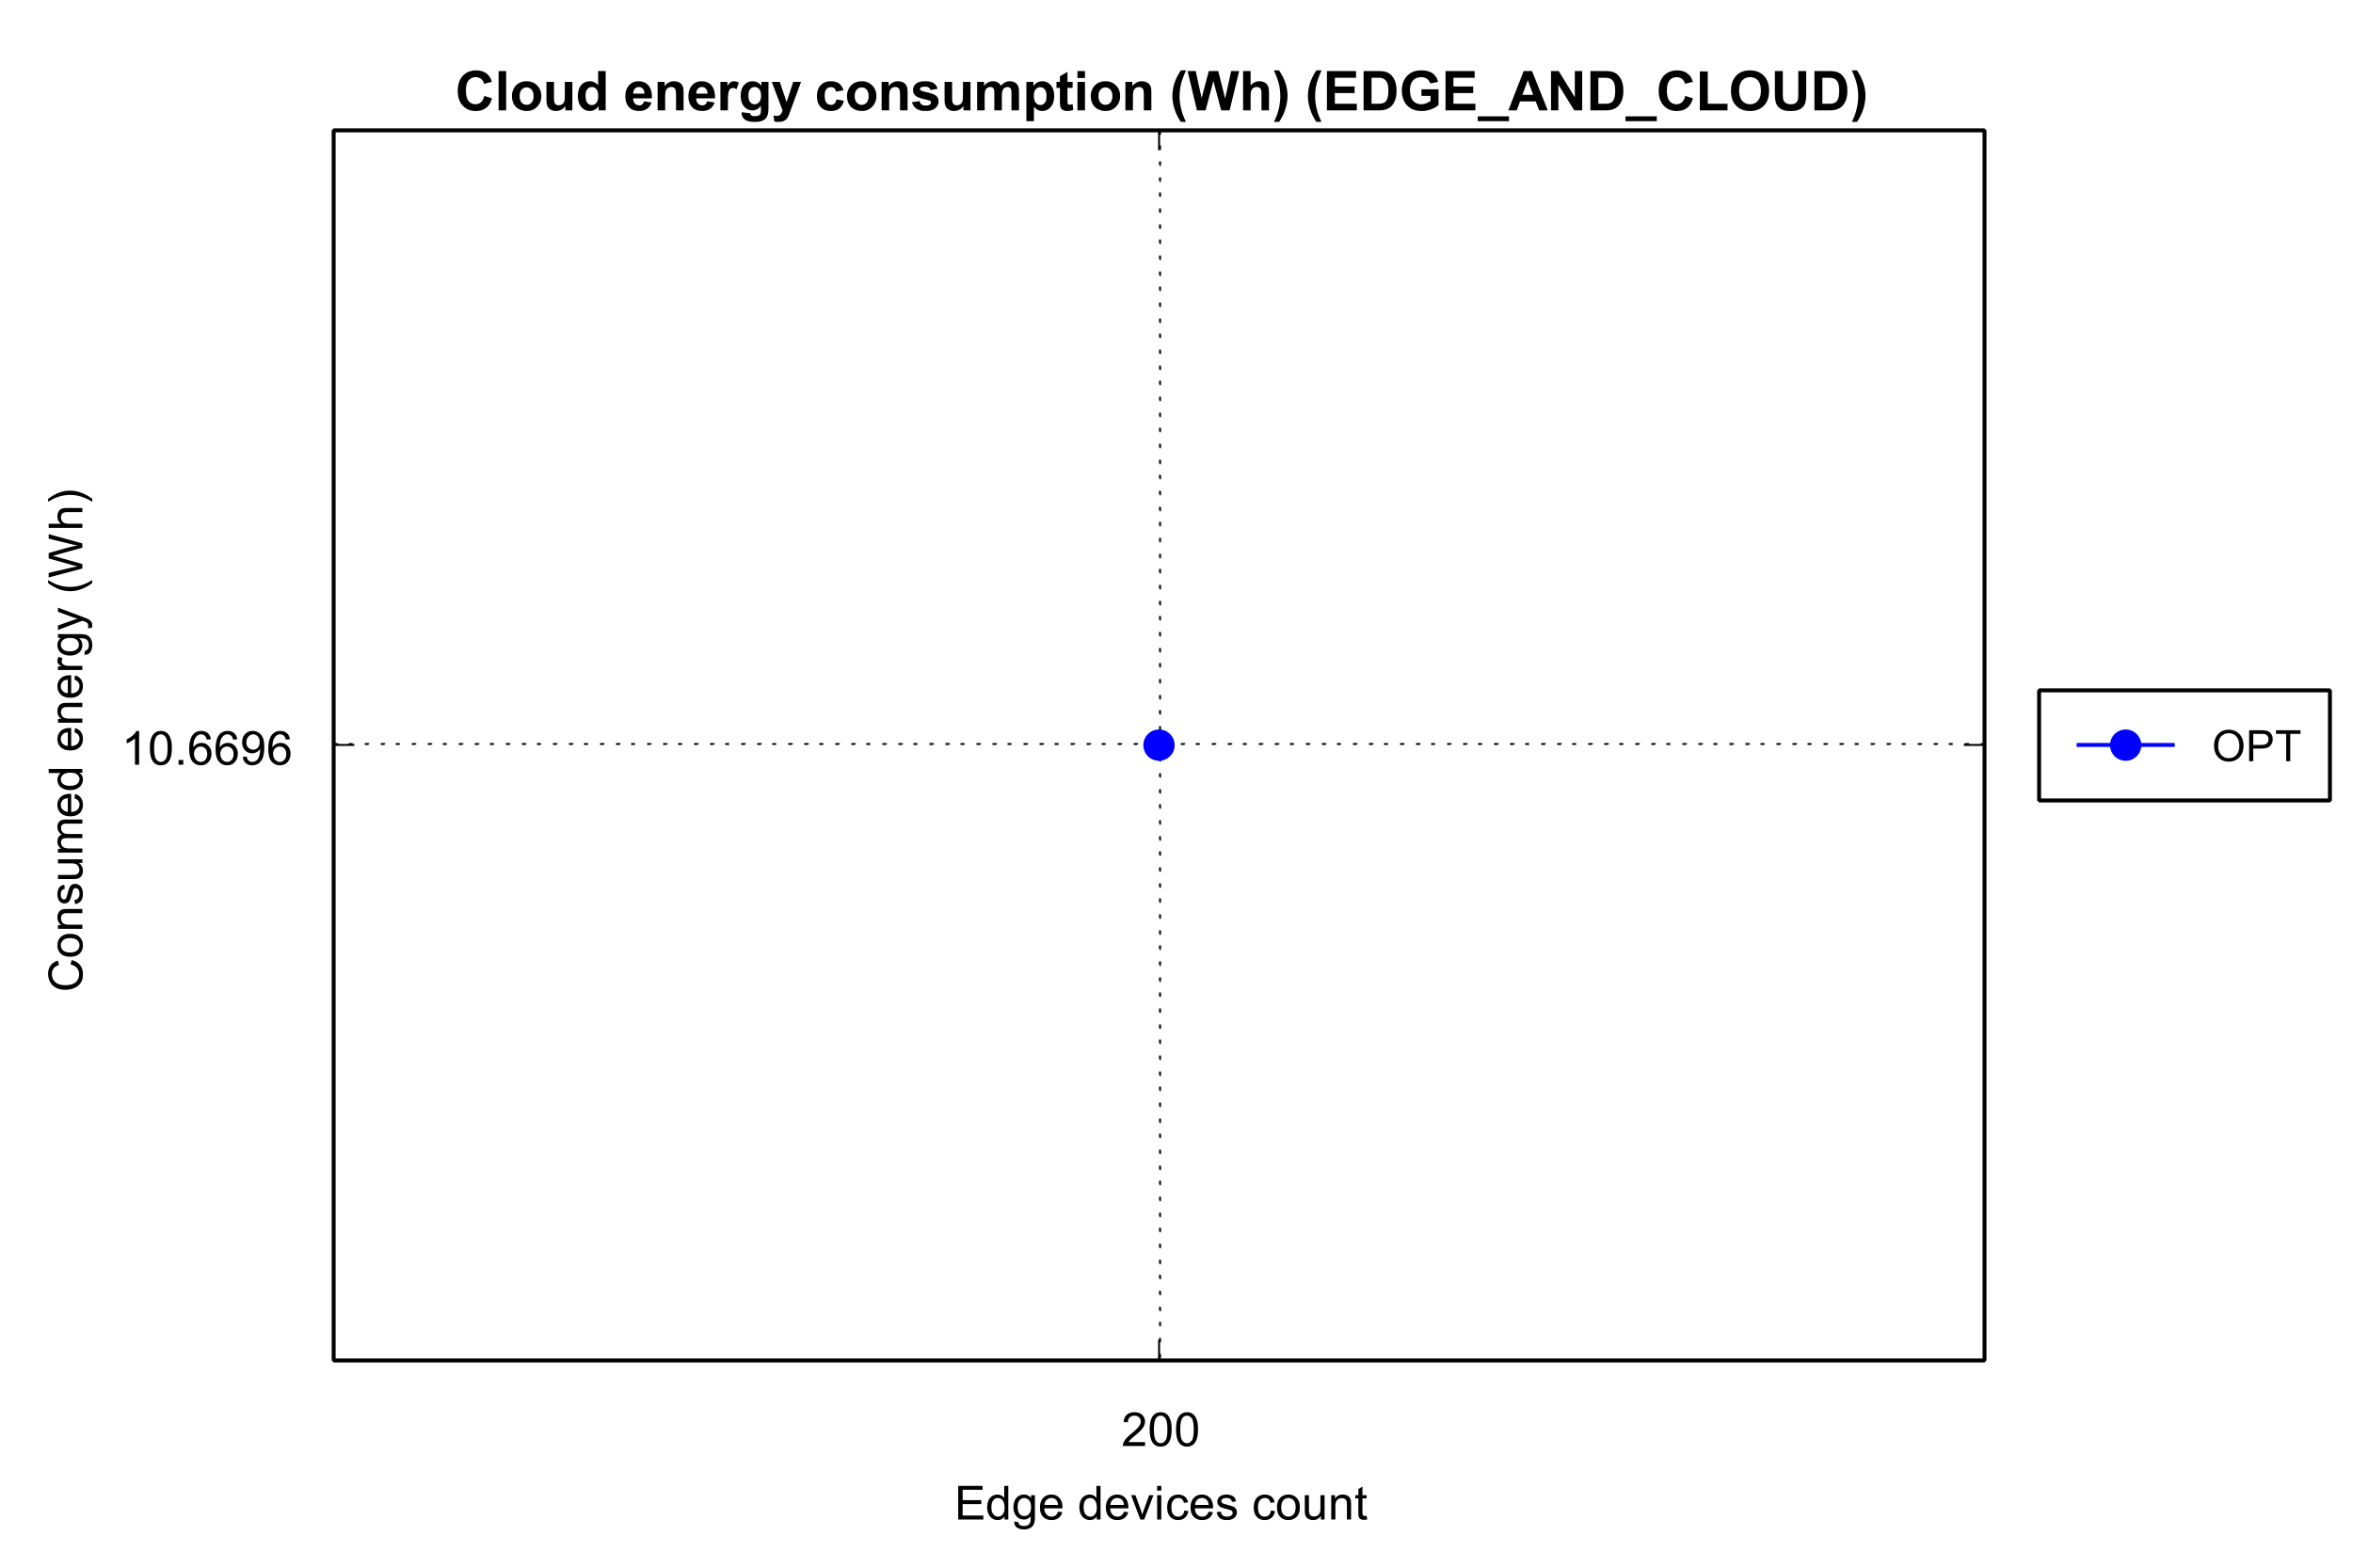 Cloud energy consumption (Wh) (EDGE_AND_CLOUD)
Consumed energy (Wh)
10.6696
OPT
200
Edge devices count